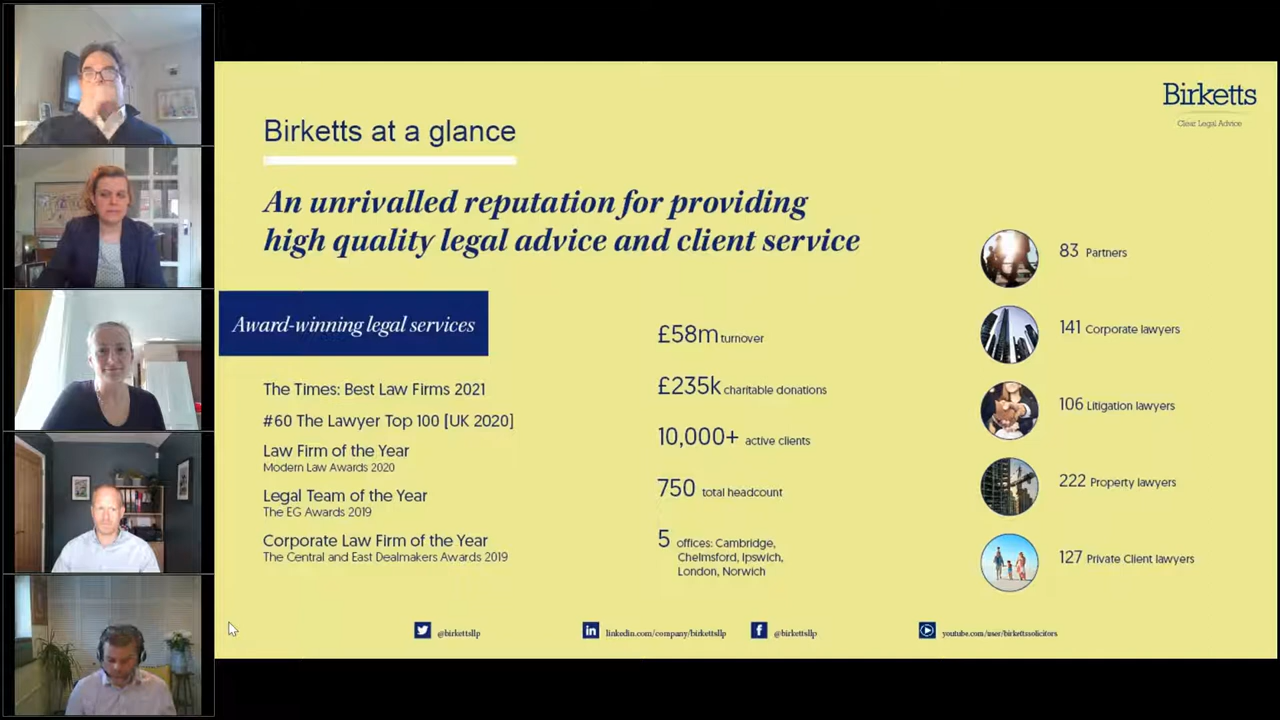 Birketts
Clear Legal Advice
Birketts at a glance
An unrivalled reputation for providing
high quality legal advice and client service
Award-winning legal services
The Times: Best Law Firms 2021
#60 The Lawyer Top 100 [UK 2020]
Law Firm of the Year
Modern Law Awards 2020
Legal Team of the Year
The EG Awards 2019
Corporate Law Firm of the Year
The Central and East Dealmakers Awards 2019
£58m turnover
£235k charitable donations
10,000+ active clients
750 total headcount
5 offices: Cambridge,
Chelmsford, Ipswich,
London, Norwich
83 Partners
141 Corporate lawyers
106 Litigation lawyers
222 Property lawyers
127 Private Client lawyers
@birkettsllp
linkedin.com/company/birkettsllp
@birkettsllp
youtube.com/user/birkettssolicitors